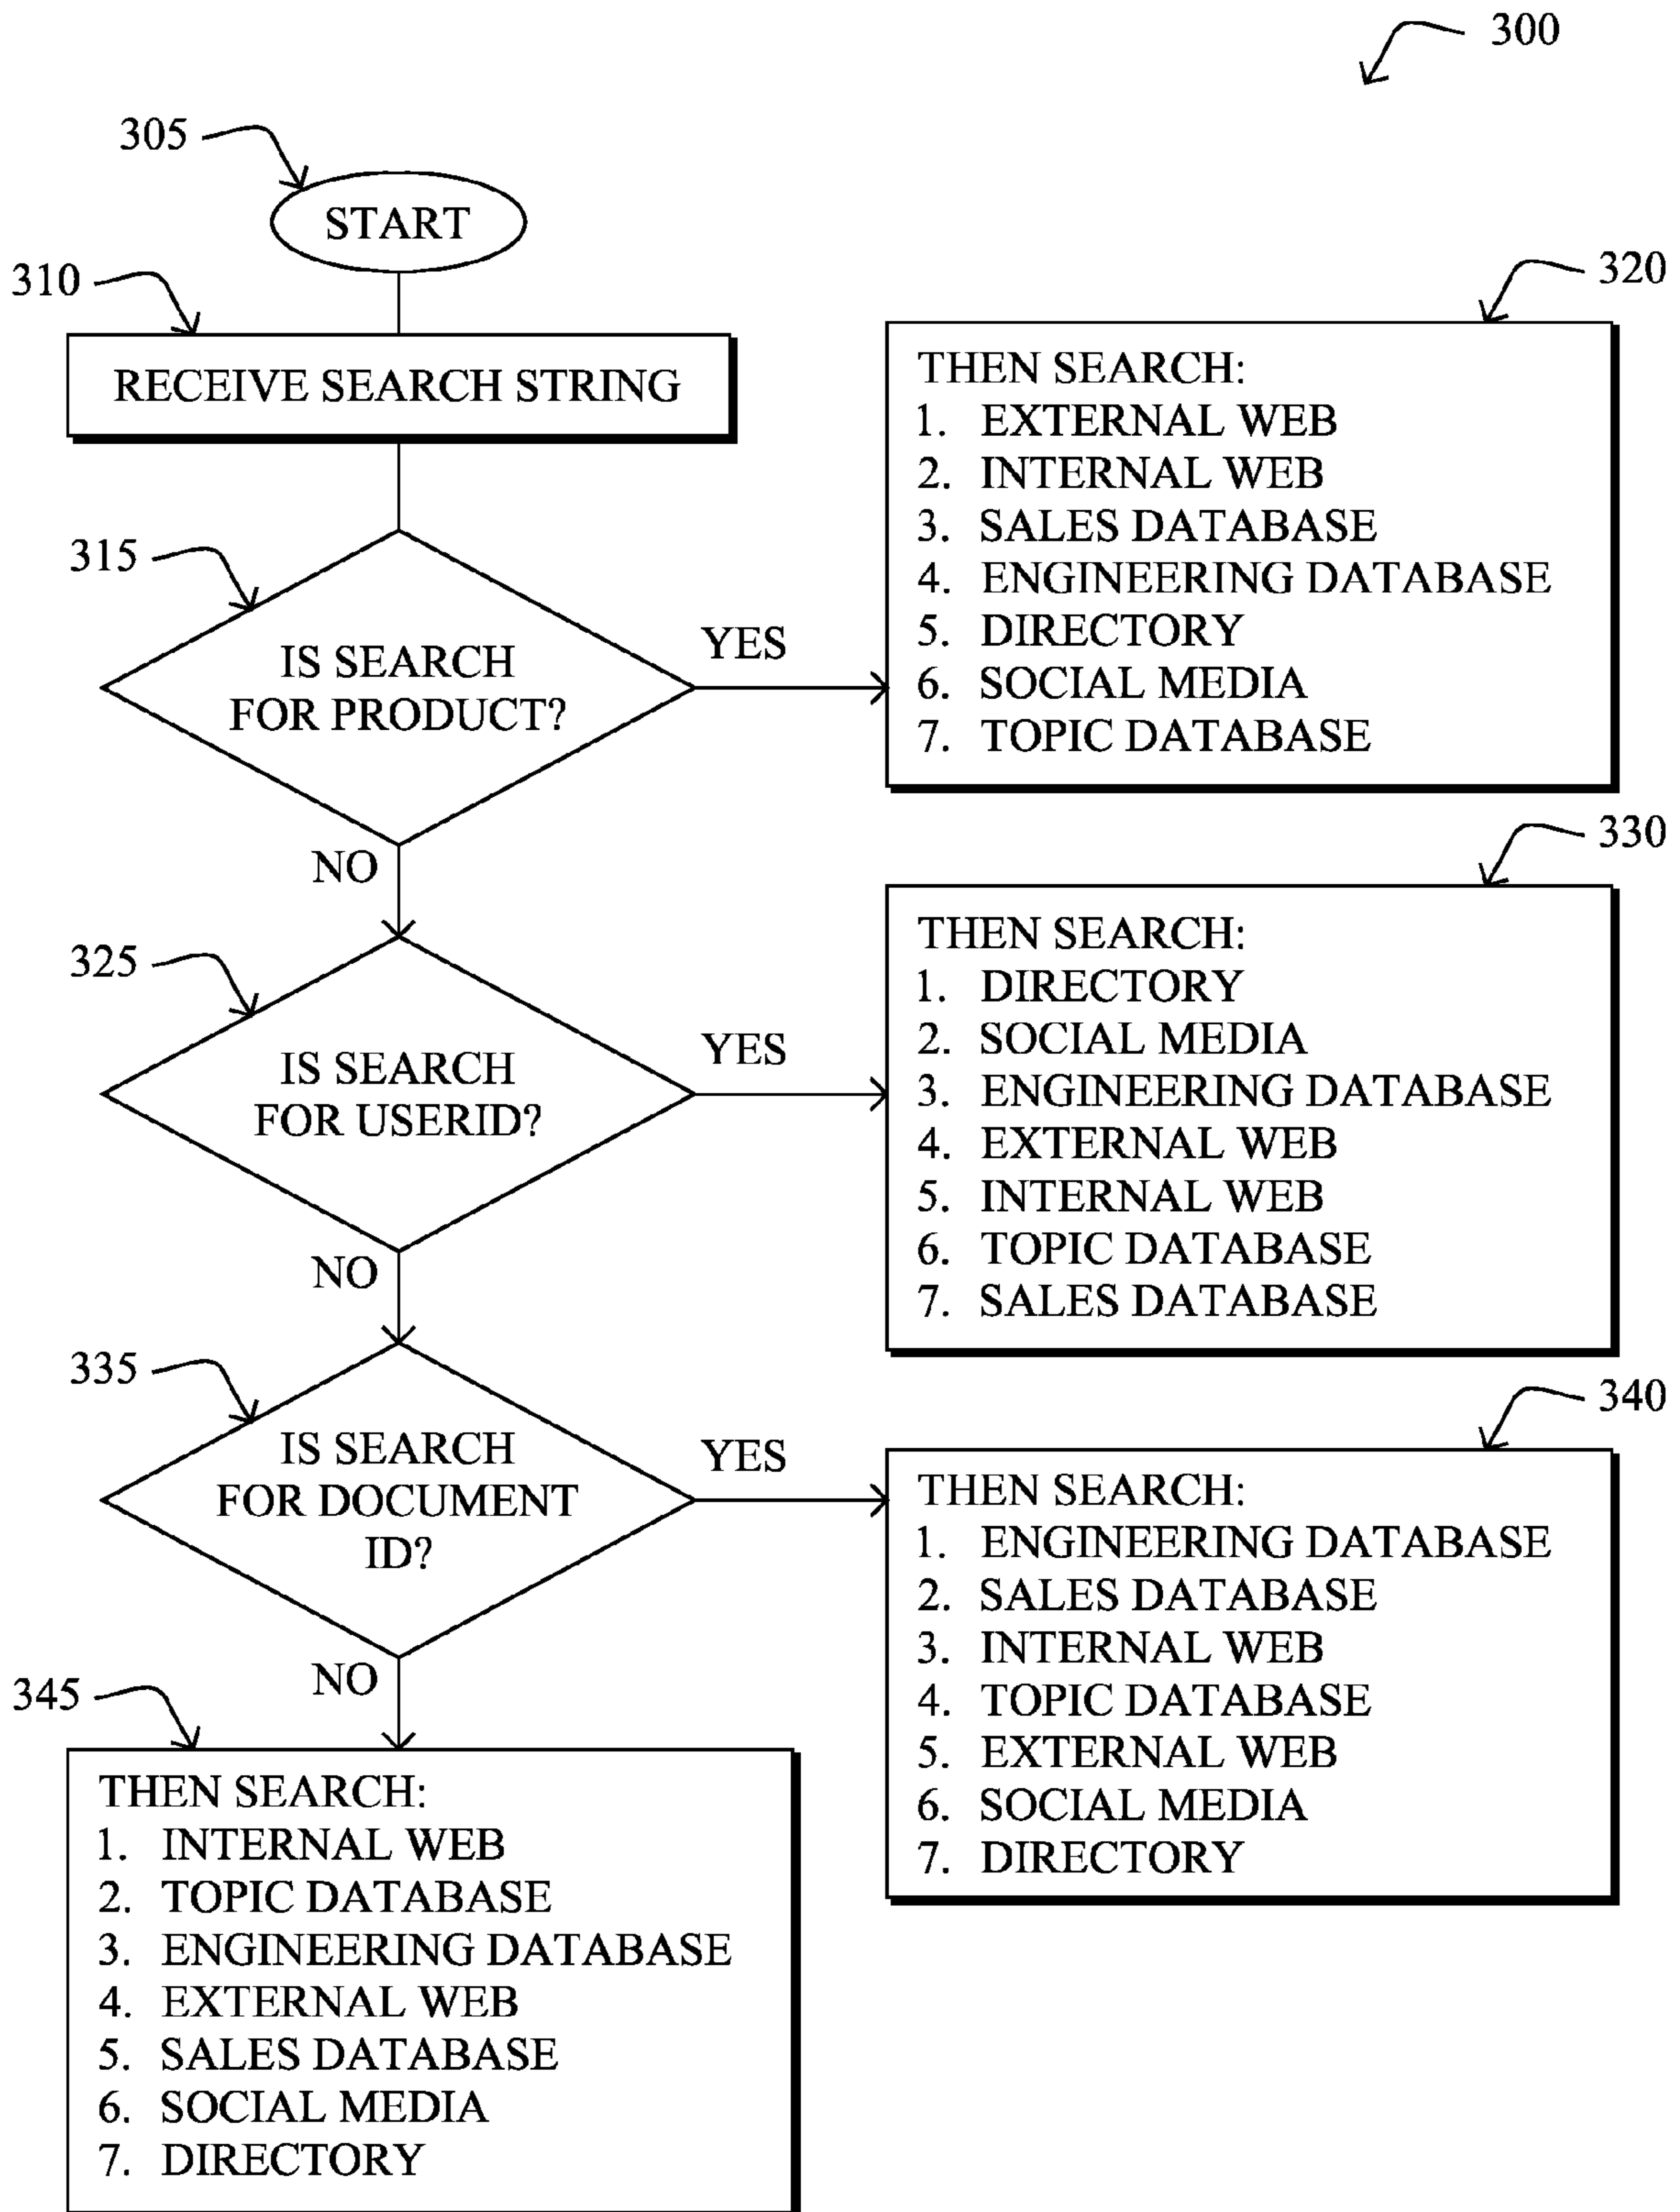 300
305
START
310
RECEIVE SEARCH STRING
320
THEN SEARCH:
1. EXTERNAL WEB
2. INTERNAL WEB
3. SALES DATABASE
4. ENGINEERING DATABASE
5. DIRECTORY
6. SOCIAL MEDIA
7. TOPIC DATABASE
315
IS SEARCH
FOR PRODUCT?
YES
NO
330
THEN SEARCH:
1. DIRECTORY
2. SOCIAL MEDIA
3. ENGINEERING DATABASE
4. EXTERNAL WEB
5. INTERNAL WEB
6. TOPIC DATABASE
7. SALES DATABASE
325
IS SEARCH
FOR USERID?
YES
NO
340
THEN SEARCH:
1. ENGINEERING DATABASE
2. SALES DATABASE
3. INTERNAL WEB
4. TOPIC DATABASE
5. EXTERNAL WEB
6. SOCIAL MEDIA
7. DIRECTORY
335
IS SEARCH
FOR DOCUMENT
ID?
YES
NO
345
THEN SEARCH:
1. INTERNAL WEB
2. TOPIC DATABASE
3. ENGINEERING DATABASE
4. EXTERNAL WEB
5. SALES DATABASE
6. SOCIAL MEDIA
7. DIRECTORY